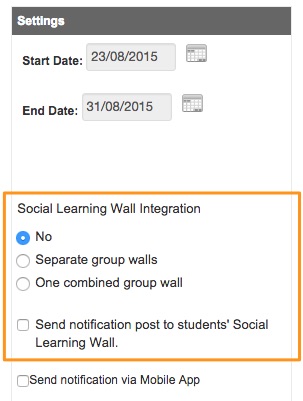 Settings
Start Date: 23/08/2015
End Date: 31/08/2015
Social Learning Wall Integration
No
Separate group walls
One combined group wall
Send notification post to students' Social
Learning Wall.
Send notification via Mobile App